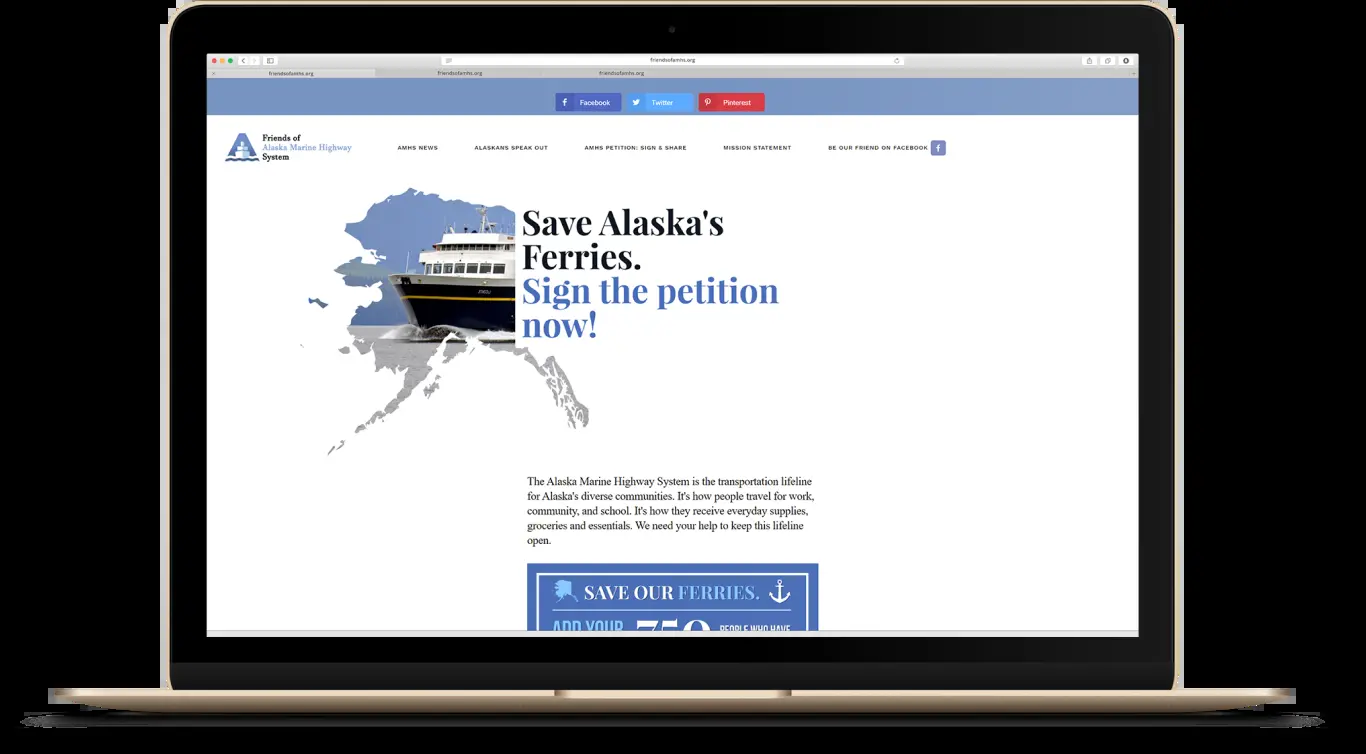 friendsofamhs.org
friendsofamhs.org
friendsofamhs.org
friendsofamhs.org
Facebook
Twitter
Pinterest
Friends of
Alaska Marine Highway
System
AMHS NEWS
ALASKANS SPEAK OUT
AMHS PETITION: SIGN & SHARE
MISSION STATEMENT
BE OUR FRIEND ON FACEBOOK
Save Alaska's
Ferries.
Sign the petition
now!
The Alaska Marine Highway System is the transportation lifeline
for Alaska's diverse communities. It's how people travel for work,
community, and school. It's how they receive everyday supplies,
groceries and essentials. We need your help to keep this lifeline
open.
SAVE OUR FERRIES.
ADD YOUR 750 PEOPLE WHO HAVE